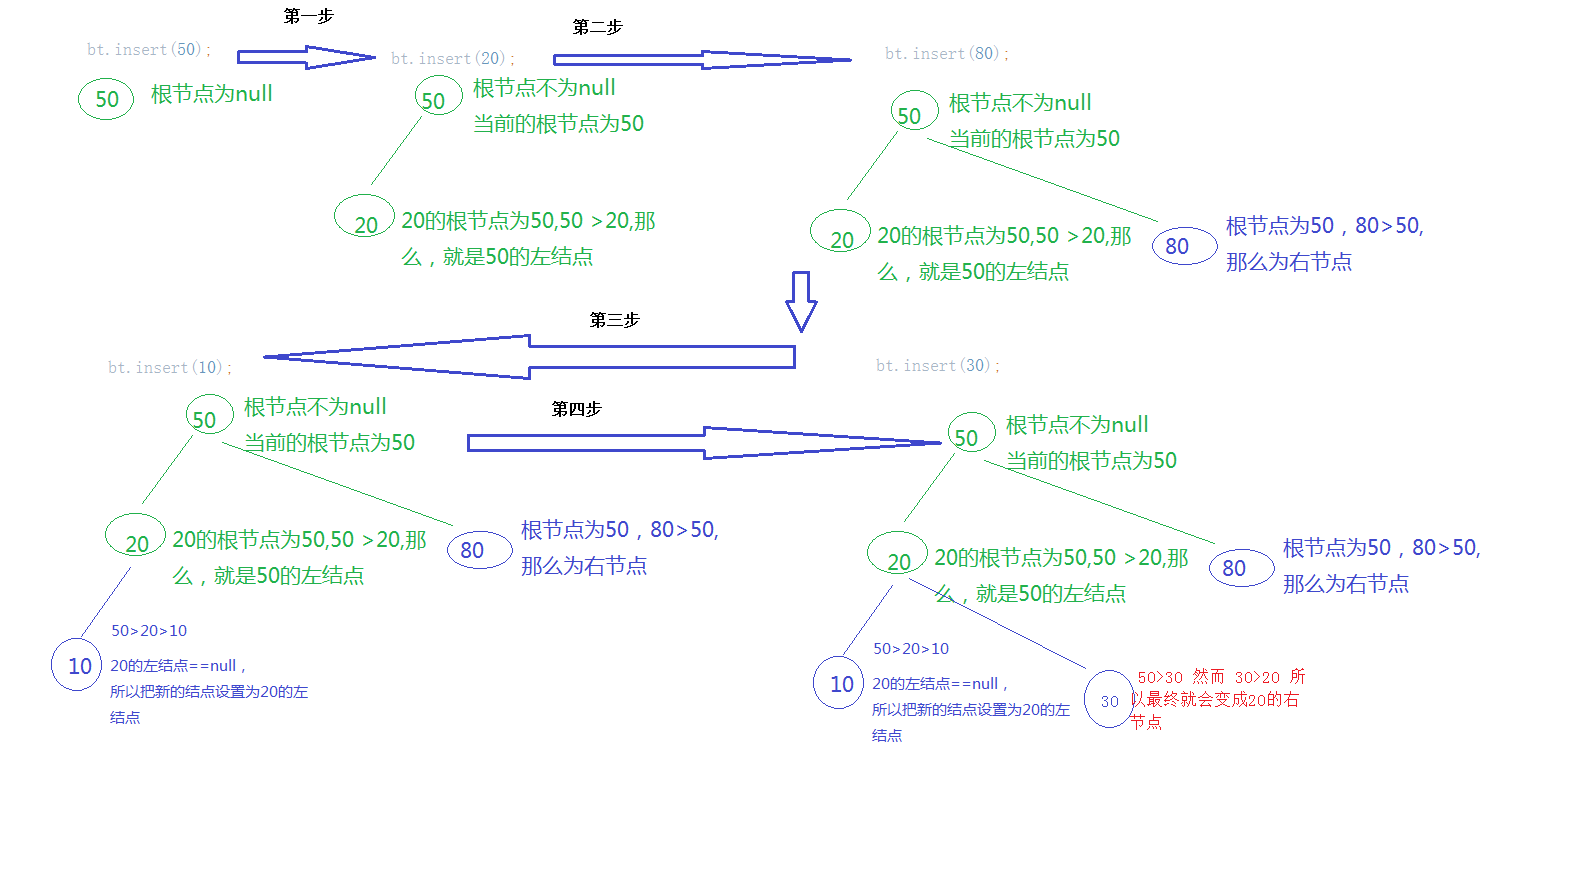 第一步
bt.insert(50);
50
根节点为null
第二步
bt.insert(20);
50
根节点不为null
当前的根节点为50
20
20的根节点为50,50 >20,那
么，就是50的左结点
bt.insert(80);
50
根节点不为null
当前的根节点为50
20
20的根节点为50,50 >20,那
么，就是50的左结点
80
根节点为50，80>50,
那么为右节点
第三步
bt.insert(10);
50
根节点不为null
当前的根节点为50
20
20的根节点为50,50 >20,那
么，就是50的左结点
80
根节点为50，80>50,
那么为右节点
10
50>20>10
20的左结点==null，
所以把新的结点设置为20的左
结点
第四步
bt.insert(30);
50
根节点不为null
当前的根节点为50
20
20的根节点为50,50 >20,那
么，就是50的左结点
80
根节点为50，80>50,
那么为右节点
10
50>20>10
20的左结点==null，
所以把新的结点设置为20的左
结点
30
50>30 然而 30>20 所
以最终就会变成20的右
节点